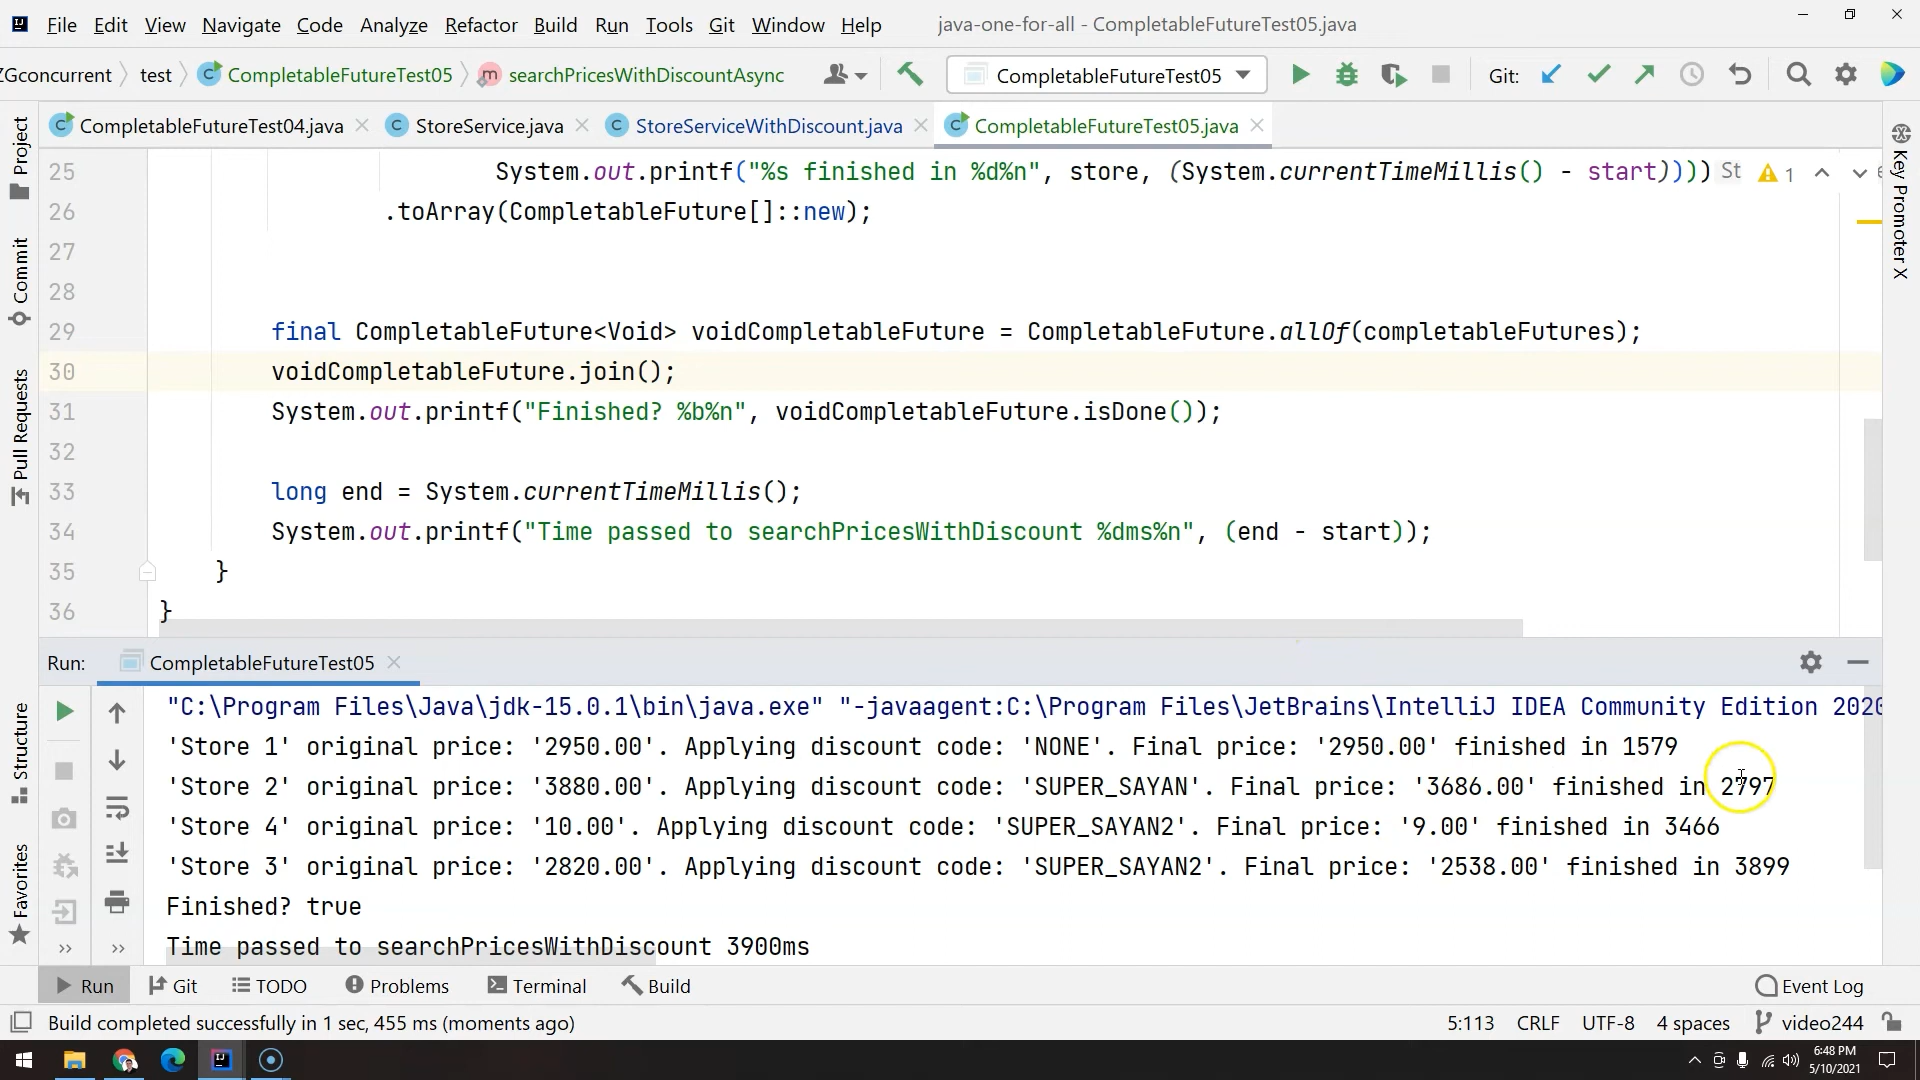 File Edit View Navigate Code Analyze Refactor Build Run Tools Git Window Help java-one-for-all - CompletableFutureTest05.java
ZGconcurrent test CompletableFutureTest05 searchPricesWithDiscountAsync CompletableFutureTest05 Git:
CompletableFutureTest04.java StoreService.java StoreServiceWithDiscount.java CompletableFutureTest05.java
25 System.out.printf("%s finished in %d%n", store, (System.currentTimeMillis() - start)))) St 1
26 .toArray(CompletableFuture[]::new);
27
28
29 final CompletableFuture<Void> voidCompletableFuture = CompletableFuture.allOf(completableFutures);
30 voidCompletableFuture.join();
31 System.out.printf("Finished? %b%n", voidCompletableFuture.isDone());
32
33 long end = System.currentTimeMillis();
34 System.out.printf("Time passed to searchPricesWithDiscount %dms%n", (end - start));
35 }
36 }
Project
Commit
Pull Requests
Structure
Favorites
Key Promoter X
Run: CompletableFutureTest05
"C:\Program Files\Java\jdk-15.0.1\bin\java.exe" "-javaagent:C:\Program Files\JetBrains\IntelliJ IDEA Community Edition 2020
'Store 1' original price: '2950.00'. Applying discount code: 'NONE'. Final price: '2950.00' finished in 1579
'Store 2' original price: '3880.00'. Applying discount code: 'SUPER_SAYAN'. Final price: '3686.00' finished in 2797
'Store 4' original price: '10.00'. Applying discount code: 'SUPER_SAYAN2'. Final price: '9.00' finished in 3466
'Store 3' original price: '2820.00'. Applying discount code: 'SUPER_SAYAN2'. Final price: '2538.00' finished in 3899
Finished? true
Time passed to searchPricesWithDiscount 3900ms
Run Git TODO Problems Terminal Build Event Log
Build completed successfully in 1 sec, 455 ms (moments ago) 5:113 CRLF UTF-8 4 spaces video244
6:48 PM
5/10/2021